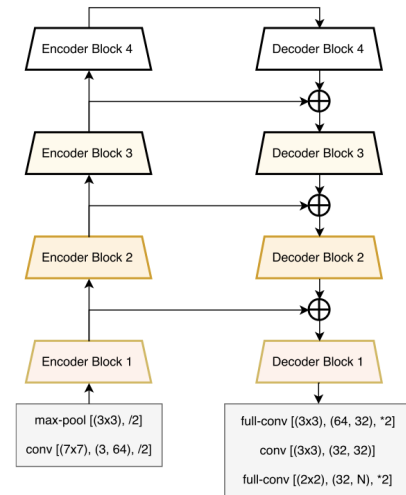 Encoder Block 4
Decoder Block 4
Encoder Block 3
Decoder Block 3
Encoder Block 2
Decoder Block 2
Encoder Block 1
Decoder Block 1
max-pool [(3x3), /2]
conv [(7x7), (3, 64), /2]
full-conv [(3x3), (64, 32), *2]
conv [(3x3), (32, 32)]
full-conv [(2x2), (32, N), *2]